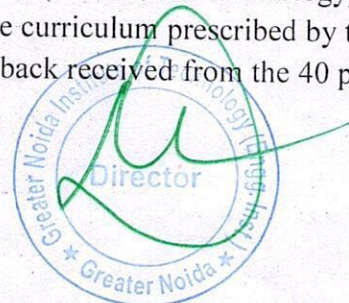 e curriculum prescribed by t
back received from the 40 p
Greater Noida Institute of Technology (Engg. Inst.)
Director
★ Greater Noida ★